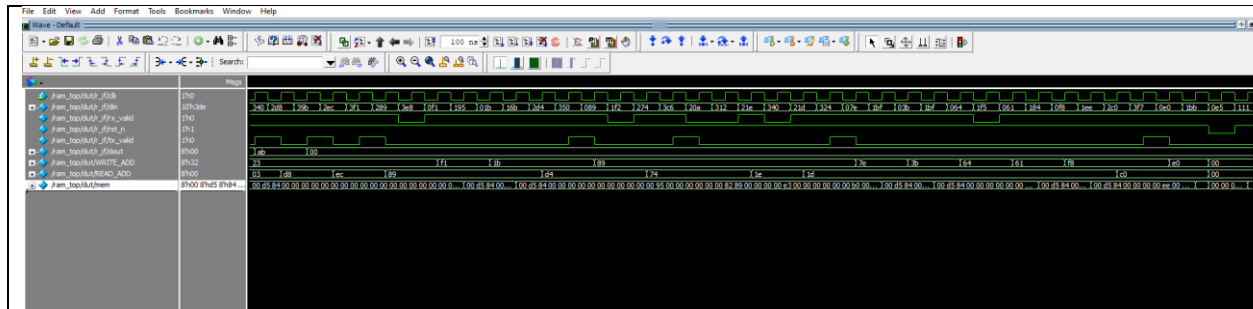 File Edit View Add Format Tools Bookmarks Window Help
Wave - Default
100 ns
Search:
Msgs
/ram_top/dut/r_if/clk 1'h0
/ram_top/dut/r_if/din 10'h3de 340 2d8 39b 2ec 3f1 289 3e8 0f1 195 01b 16b 2d4 350 089 1f2 274 3c6 20a 312 21e 340 21d 324 07e 1bf 03b 1bf 064 1f5 061 184 0f8 1ee 2c0 3f7 0e0 1bb 0e5 111
/ram_top/dut/r_if/rx_valid 1'h0
/ram_top/dut/r_if/rst_n 1'h1
/ram_top/dut/r_if/tx_valid 1'h0
/ram_top/dut/r_if/dout 8'h00 ab 00
/ram_top/dut/WRITE_ADD 8'h32 23 f1 1b 89 7e 3b 64 61 f8 e0 00
/ram_top/dut/READ_ADD 8'h00 03 d8 ec 89 d4 74 1e 1d c0 00
/ram_top/dut/mem 8'h00 8'hd5 8'h84 ...